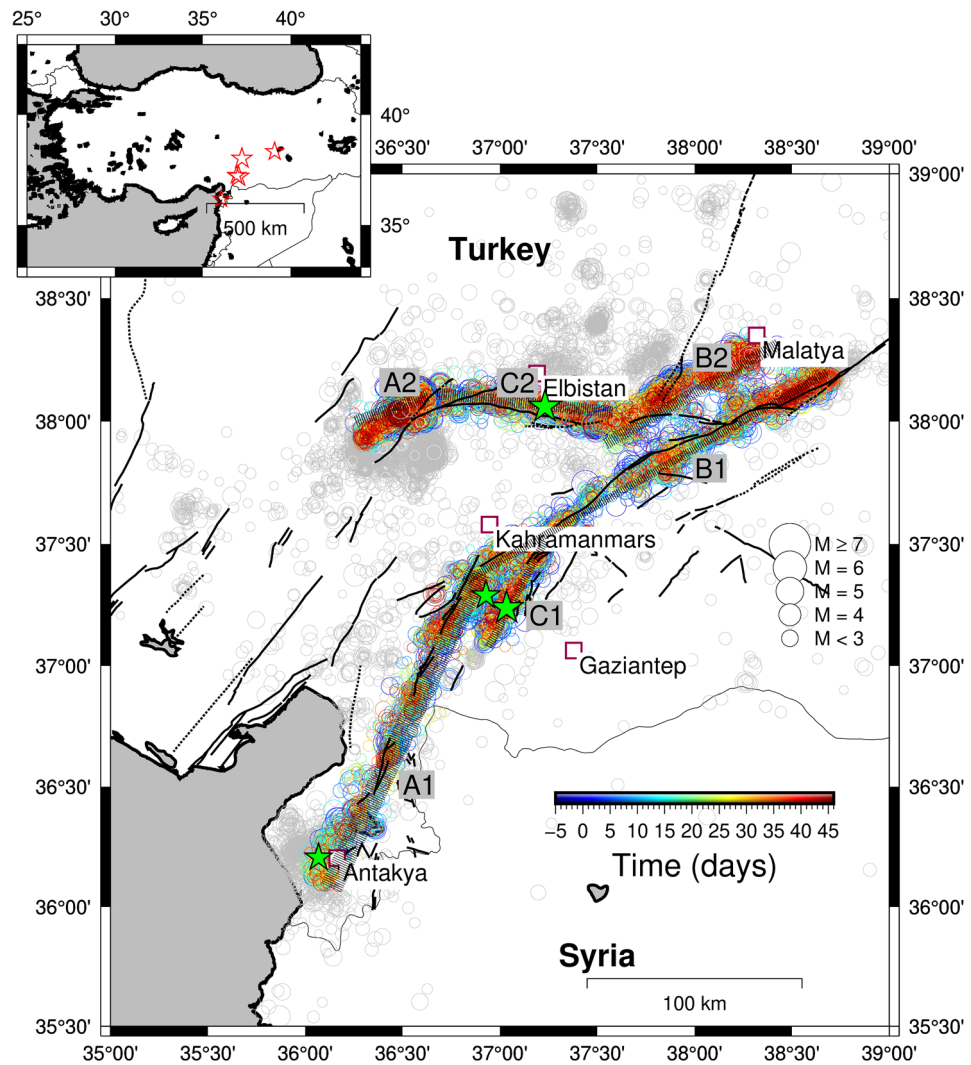 25° 30° 35° 40°
40°
35°
500 km
36°30' 37°00' 37°30' 38°00' 38°30' 39°00'
Turkey
38°30' 38°30'
B2
Malatya
A2 C2
Elbistan
38°00' 38°00'
B1
Kahramanmars
37°30' 37°30'
M ≥ 7
M = 6
M = 5
M = 4
M < 3
C1
37°00' 37°00'
Gaziantep
36°30' 36°30'
A1
−5 0 5 10 15 20 25 30 35 40 45
Time (days)
Antakya
36°00' 36°00'
Syria
100 km
35°30' 35°30'
35°00' 35°30' 36°00' 36°30' 37°00' 37°30' 38°00' 38°30' 39°00'